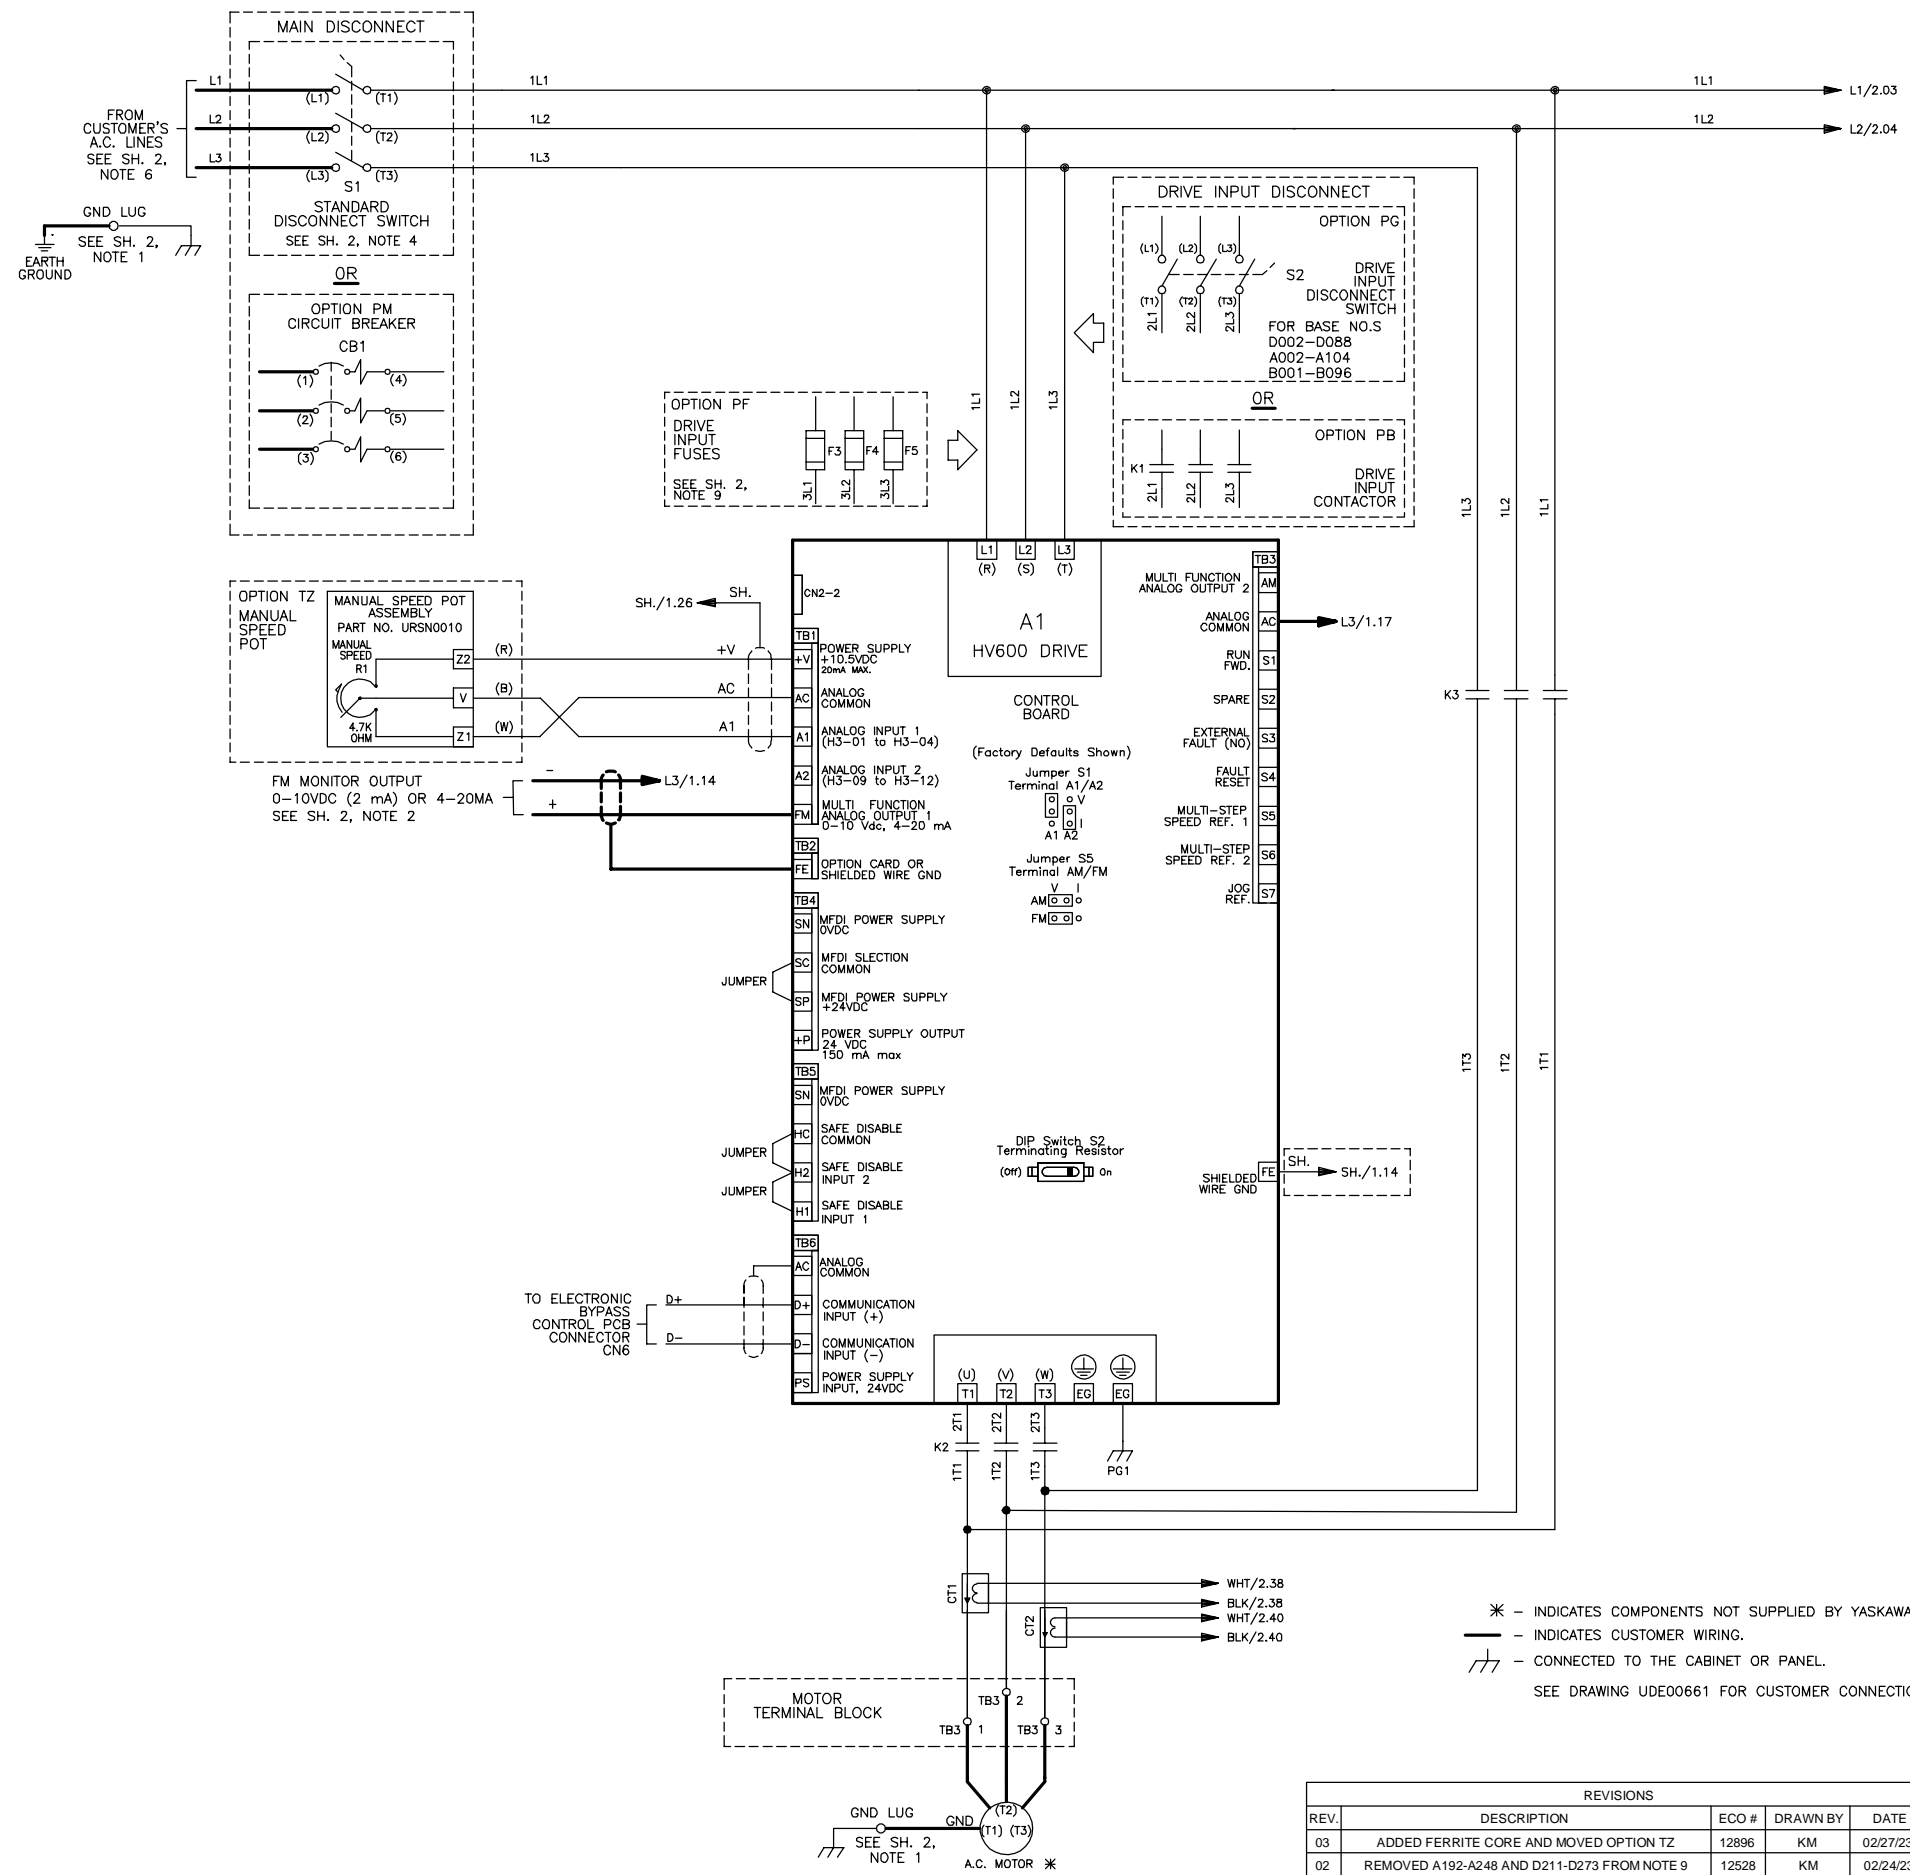 MAIN DISCONNECT
L1
(L1)
(T1)
1L1
1L1
L1/2.03
FROM
CUSTOMER'S
A.C. LINES
SEE SH. 2,
NOTE 6
L2
(L2)
(T2)
1L2
1L2
L2/2.04
L3
(L3)
(T3)
1L3
S1
STANDARD
DISCONNECT SWITCH
SEE SH. 2, NOTE 4
GND LUG
SEE SH. 2,
NOTE 1
EARTH
GROUND
OR
OPTION PM
CIRCUIT BREAKER
CB1
(1)
(4)
(2)
(5)
(3)
(6)
DRIVE INPUT DISCONNECT
OPTION PG
(L1)
(L2)
(L3)
S2
DRIVE
INPUT
DISCONNECT
SWITCH
(T1)
(T2)
(T3)
2L1
2L2
2L3
FOR BASE NO.S
D002-D088
A002-A104
B001-B096
OR
OPTION PB
K1
DRIVE
INPUT
CONTACTOR
2L1
2L2
2L3
OPTION PF
DRIVE
INPUT
FUSES
SEE SH. 2,
NOTE 9
F3
F4
F5
3L1
3L2
3L3
1L1
1L2
1L3
1L3
1L2
1L1
K3
1T3
1T2
1T1
OPTION TZ
MANUAL
SPEED
POT
MANUAL SPEED POT
ASSEMBLY
PART NO. URSN0010
MANUAL
SPEED
R1
4.7K
OHM
Z2
V
Z1
(R)
(B)
(W)
SH./1.26
SH.
+V
AC
A1
FM MONITOR OUTPUT
0-10VDC (2 mA) OR 4-20MA
SEE SH. 2, NOTE 2
-
+
L3/1.14
L1
L2
L3
(R)
(S)
(T)
A1
HV600 DRIVE
CONTROL
BOARD
CN2-2
TB1
+V
POWER SUPPLY
+10.5VDC
20mA MAX.
AC
ANALOG
COMMON
A1
ANALOG INPUT 1
(H3-01 to H3-04)
A2
ANALOG INPUT 2
(H3-09 to H3-12)
FM
MULTI FUNCTION
ANALOG OUTPUT 1
0-10 Vdc, 4-20 mA
TB2
FE
OPTION CARD OR
SHIELDED WIRE GND
TB4
SN
MFDI POWER SUPPLY
0VDC
SC
MFDI SLECTION
COMMON
JUMPER
SP
MFDI POWER SUPPLY
+24VDC
+P
POWER SUPPLY OUTPUT
24 VDC
150 mA max
TB5
SN
MFDI POWER SUPPLY
0VDC
HC
SAFE DISABLE
COMMON
JUMPER
H2
SAFE DISABLE
INPUT 2
JUMPER
H1
SAFE DISABLE
INPUT 1
TB6
AC
ANALOG
COMMON
TO ELECTRONIC
BYPASS
CONTROL PCB
CONNECTOR
CN6
D+
D-
D+
COMMUNICATION
INPUT (+)
D-
COMMUNICATION
INPUT (-)
PS
POWER SUPPLY
INPUT, 24VDC
(Factory Defaults Shown)
Jumper S1
Terminal A1/A2
V
I
A1 A2
Jumper S5
Terminal AM/FM
V I
AM
FM
DIP Switch S2
Terminating Resistor
(Off)
On
TB3
MULTI FUNCTION
ANALOG OUTPUT 2
AM
ANALOG
COMMON
AC
L3/1.17
RUN
FWD.
S1
SPARE
S2
EXTERNAL
FAULT (NO)
S3
FAULT
RESET
S4
MULTI-STEP
SPEED REF. 1
S5
MULTI-STEP
SPEED REF. 2
S6
JOG
REF.
S7
SHIELDED
WIRE GND
FE
SH.
SH./1.14
(U)
(V)
(W)
T1
T2
T3
EG
EG
2T1
2T2
2T3
K2
1T1
1T2
1T3
PG1
CT1
WHT/2.38
BLK/2.38
CT2
WHT/2.40
BLK/2.40
MOTOR
TERMINAL BLOCK
TB3
2
TB3
1
TB3
3
GND LUG
GND
SEE SH. 2,
NOTE 1
(T2)
(T1) (T3)
A.C. MOTOR *
* - INDICATES COMPONENTS NOT SUPPLIED BY YASKAWA
- INDICATES CUSTOMER WIRING.
- CONNECTED TO THE CABINET OR PANEL.
SEE DRAWING UDE00661 FOR CUSTOMER CONNECTIO
REVISIONS
REV. DESCRIPTION ECO # DRAWN BY DATE
03 ADDED FERRITE CORE AND MOVED OPTION TZ 12896 KM 02/27/23
02 REMOVED A192-A248 AND D211-D273 FROM NOTE 9 12528 KM 02/24/23